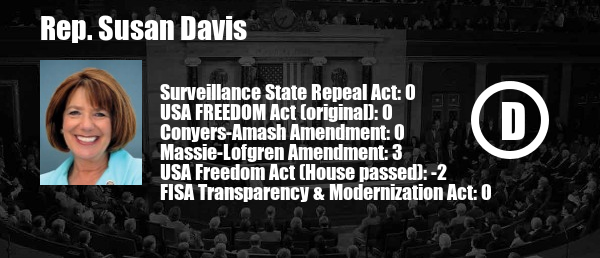 Rep. Susan Davis
Surveillance State Repeal Act: 0
USA FREEDOM Act (original): 0
Conyers-Amash Amendment: 0
Massie-Lofgren Amendment: 3
USA Freedom Act (House passed): -2
FISA Transparency & Modernization Act: 0
D